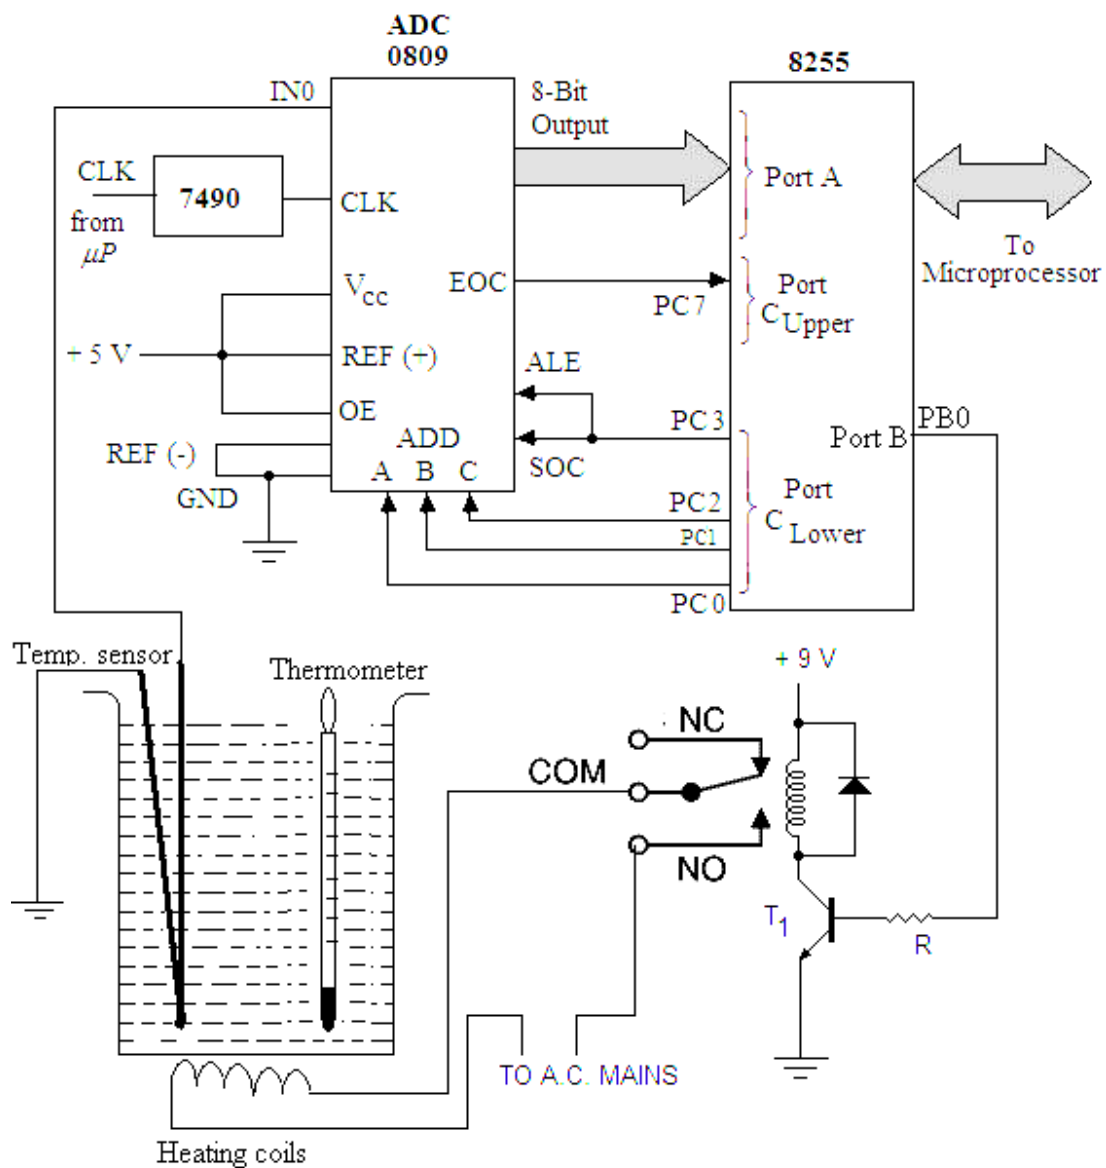 ADC
0809
8255
IN0
8-Bit
Output
CLK
from
µP
7490
CLK
Port A
To
Microprocessor
EOC
PC7
Port
C Upper
VCC
+ 5 V
REF (+)
ALE
OE
PC3
PB0
Port B
REF (-)
ADD
SOC
GND
A B C
PC2
Port
C Lower
PC1
PC0
Temp. sensor
Thermometer
+ 9 V
NC
COM
NO
T1
R
TO A.C. MAINS
Heating coils